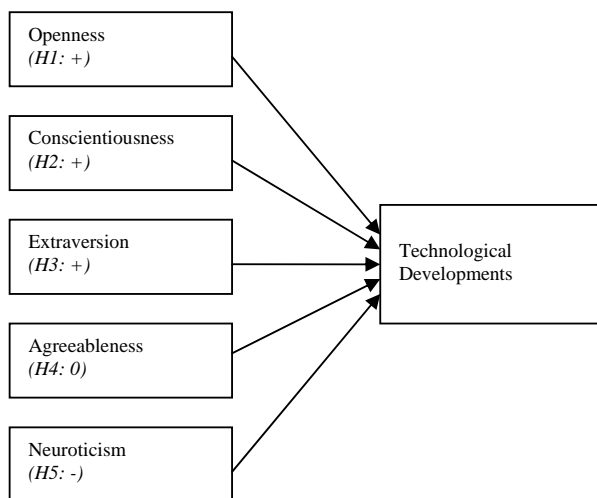 Openness
(H1: +)
Conscientiousness
(H2: +)
Extraversion
(H3: +)
Agreeableness
(H4: 0)
Neuroticism
(H5: -)
Technological
Developments